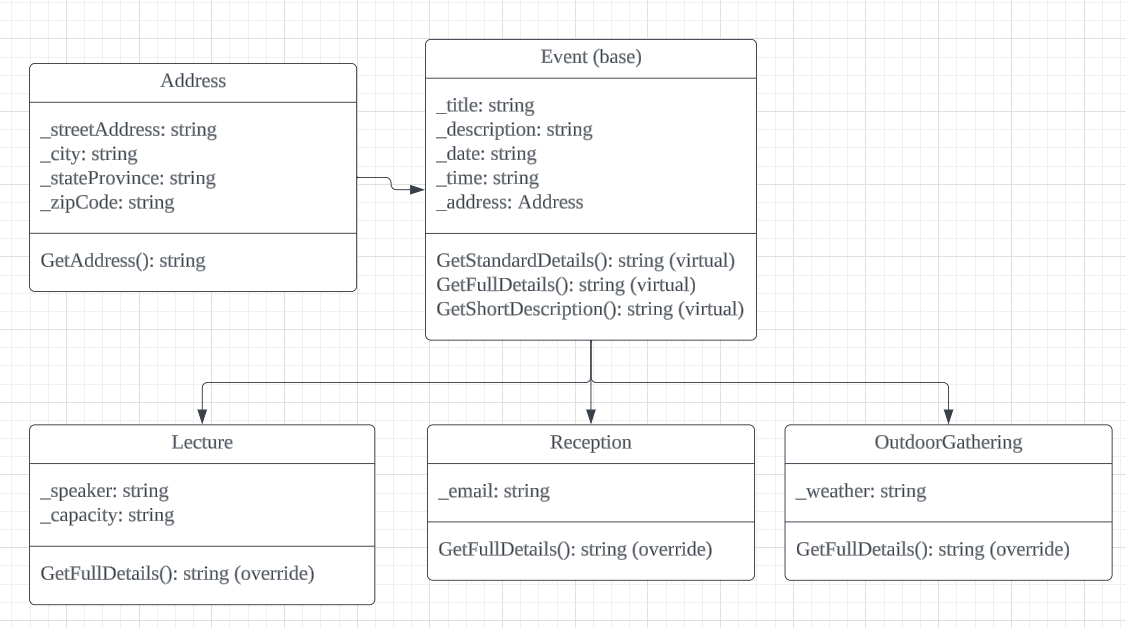 Address
_streetAddress: string
_city: string
_stateProvince: string
_zipCode: string
GetAddress(): string
Event (base)
_title: string
_description: string
_date: string
_time: string
_address: Address
GetStandardDetails(): string (virtual)
GetFullDetails(): string (virtual)
GetShortDescription(): string (virtual)
Lecture
_speaker: string
_capacity: string
GetFullDetails(): string (override)
Reception
_email: string
GetFullDetails(): string (override)
OutdoorGathering
_weather: string
GetFullDetails(): string (override)